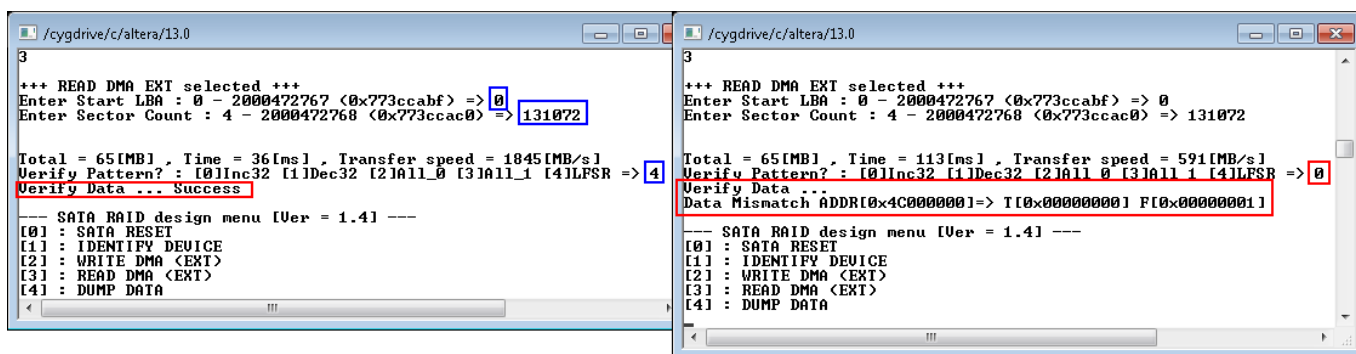 /cygdrive/c/altera/13.0
3
+++ READ DMA EXT selected +++
Enter Start LBA : 0 - 2000472767 (0x773ccabf) => 0
Enter Sector Count : 4 - 2000472768 (0x773ccac0) => 131072
Total = 65[MB] , Time = 36[ms] , Transfer speed = 1845[MB/s]
Verify Pattern? : [0]Inc32 [1]Dec32 [2]All_0 [3]All_1 [4]LFSR => 4
Verify Data ... Success
--- SATA RAID design menu [Ver = 1.4] ---
[0] : SATA RESET
[1] : IDENTIFY DEVICE
[2] : WRITE DMA (EXT)
[3] : READ DMA (EXT)
[4] : DUMP DATA
/cygdrive/c/altera/13.0
3
+++ READ DMA EXT selected +++
Enter Start LBA : 0 - 2000472767 (0x773ccabf) => 0
Enter Sector Count : 4 - 2000472768 (0x773ccac0) => 131072
Total = 65[MB] , Time = 113[ms] , Transfer speed = 591[MB/s]
Verify Pattern? : [0]Inc32 [1]Dec32 [2]All_0 [3]All_1 [4]LFSR => 0
Verify Data ...
Data Mismatch ADDR[0x4C000000]=> T[0x00000000] F[0x00000001]
--- SATA RAID design menu [Ver = 1.4] ---
[0] : SATA RESET
[1] : IDENTIFY DEVICE
[2] : WRITE DMA (EXT)
[3] : READ DMA (EXT)
[4] : DUMP DATA